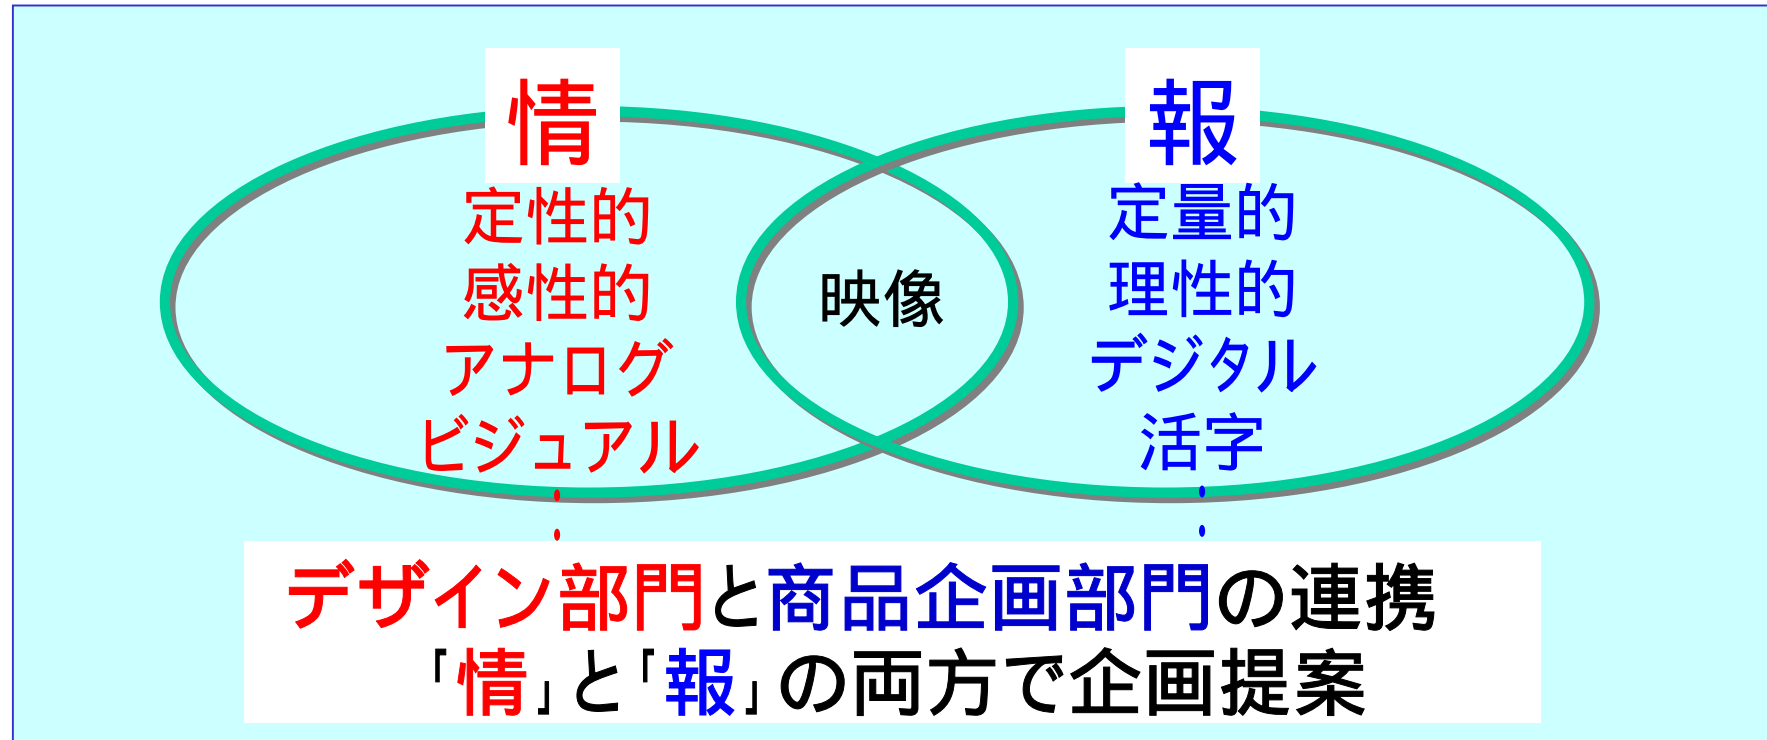 情
定性的
感性的
アナログ
ビジュアル
映像
報
定量的
理性的
デジタル
活字
デザイン部門と商品企画部門の連携
「情」と「報」の両方で企画提案